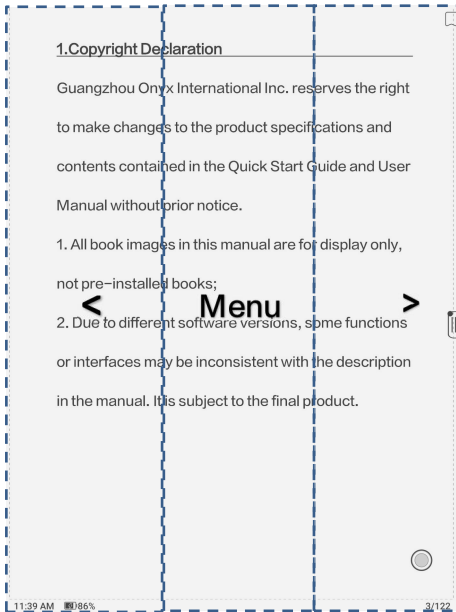 1.Copyright Declaration
Guangzhou Onyx International Inc. reserves the right
to make changes to the product specifications and
contents contained in the Quick Start Guide and User
Manual without prior notice.
1. All book images in this manual are for display only,
not pre-installed books;
< Menu >
2. Due to different software versions, some functions
or interfaces may be inconsistent with the description
in the manual. It is subject to the final product.
11:39 AM 86% 3/122